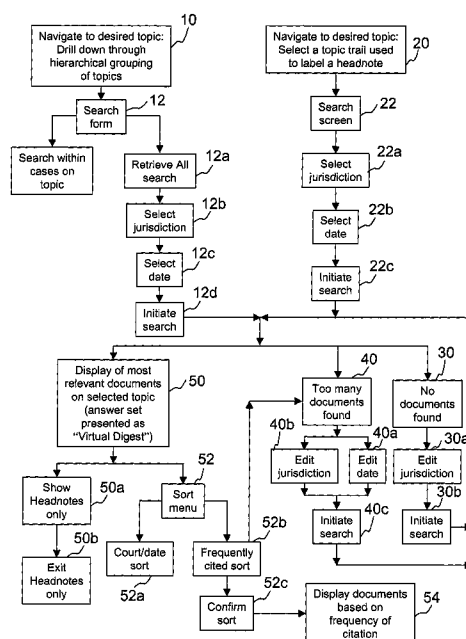 10
Navigate to desired topic:
Drill down through
hierarchical grouping
of topics
12
Search
form
Search within
cases on
topic
Retrieve All
search
12a
Select
jurisdiction
12b
Select
date
12c
Initiate
search
12d
20
Navigate to desired topic:
Select a topic trail used
to label a headnote
Search
screen
22
Select
jurisdiction
22a
Select
date
22b
Initiate
search
22c
Display of most
relevant documents
on selected topic
(answer set
presented as
"Virtual Digest")
50
Show
Headnotes
only
50a
Exit
Headnotes
only
50b
Sort
menu
52
Court/date
sort
52a
Frequently
cited sort
52b
Confirm
sort
52c
Display documents
based on
frequency of
citation
54
Too many
documents
found
40
Edit
jurisdiction
40b
Edit
date
40a
Initiate
search
40c
No
documents
found
30
Edit
jurisdiction
30a
Initiate
search
30b